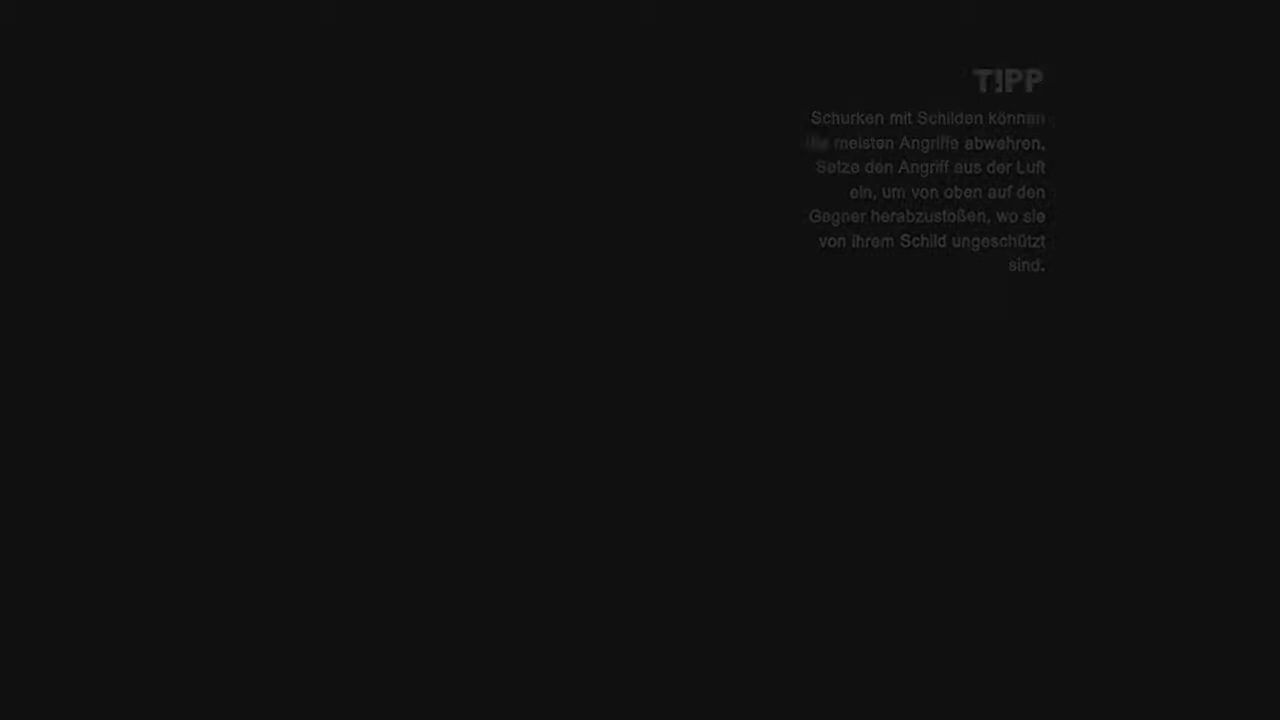 TIPP
Schurken mit Schilden können
die meisten Angriffe abwehren.
Setze den Angriff aus der Luft
ein, um von oben auf den
Gegner herabzustoßen, wo sie
von ihrem Schild ungeschützt
sind.